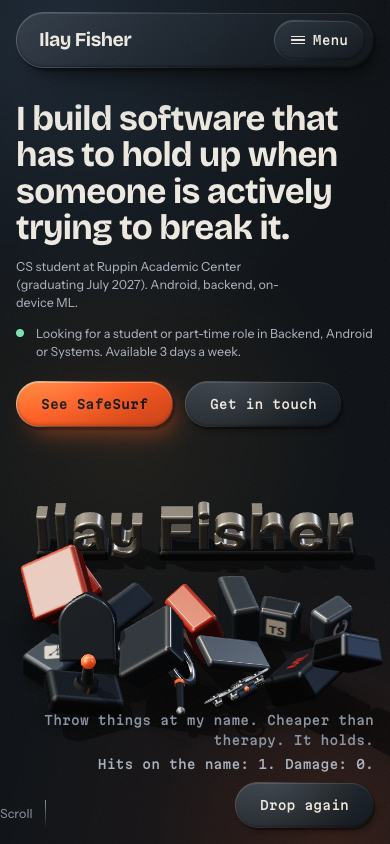 Ilay Fisher
Menu
I build software that
has to hold up when
someone is actively
trying to break it.
CS student at Ruppin Academic Center
(graduating July 2027). Android, backend, on-
device ML.
Looking for a student or part-time role in Backend, Android
or Systems. Available 3 days a week.
See SafeSurf
Get in touch
Ilay Fisher
TS
Throw things at my name. Cheaper than
therapy. It holds.
Hits on the name: 1. Damage: 0.
Scroll
Drop again